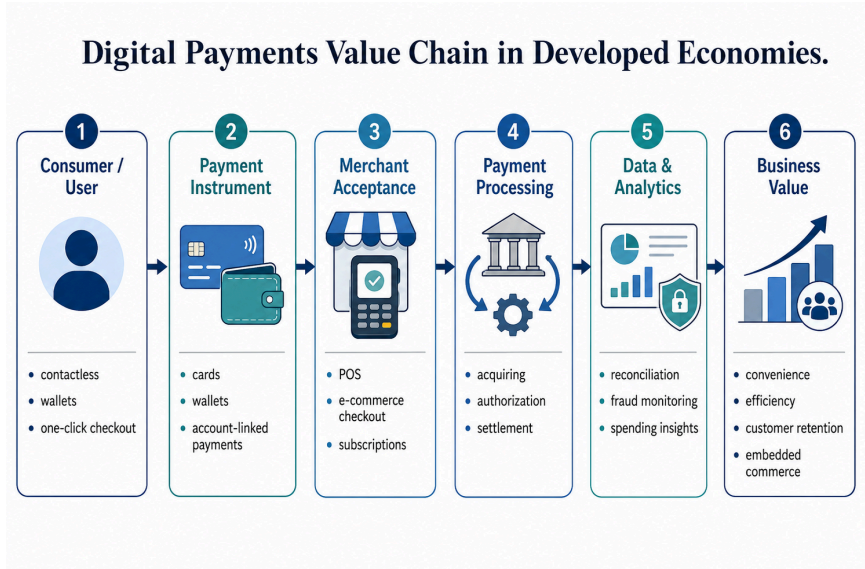 Digital Payments Value Chain in Developed Economies.
1
Consumer /
User
• contactless
• wallets
• one-click checkout
2
Payment
Instrument
• cards
• wallets
• account-linked
payments
3
Merchant
Acceptance
• POS
• e-commerce
checkout
• subscriptions
4
Payment
Processing
• acquiring
• authorization
• settlement
5
Data &
Analytics
• reconciliation
• fraud monitoring
• spending insights
6
Business
Value
• convenience
• efficiency
• customer retention
• embedded
commerce